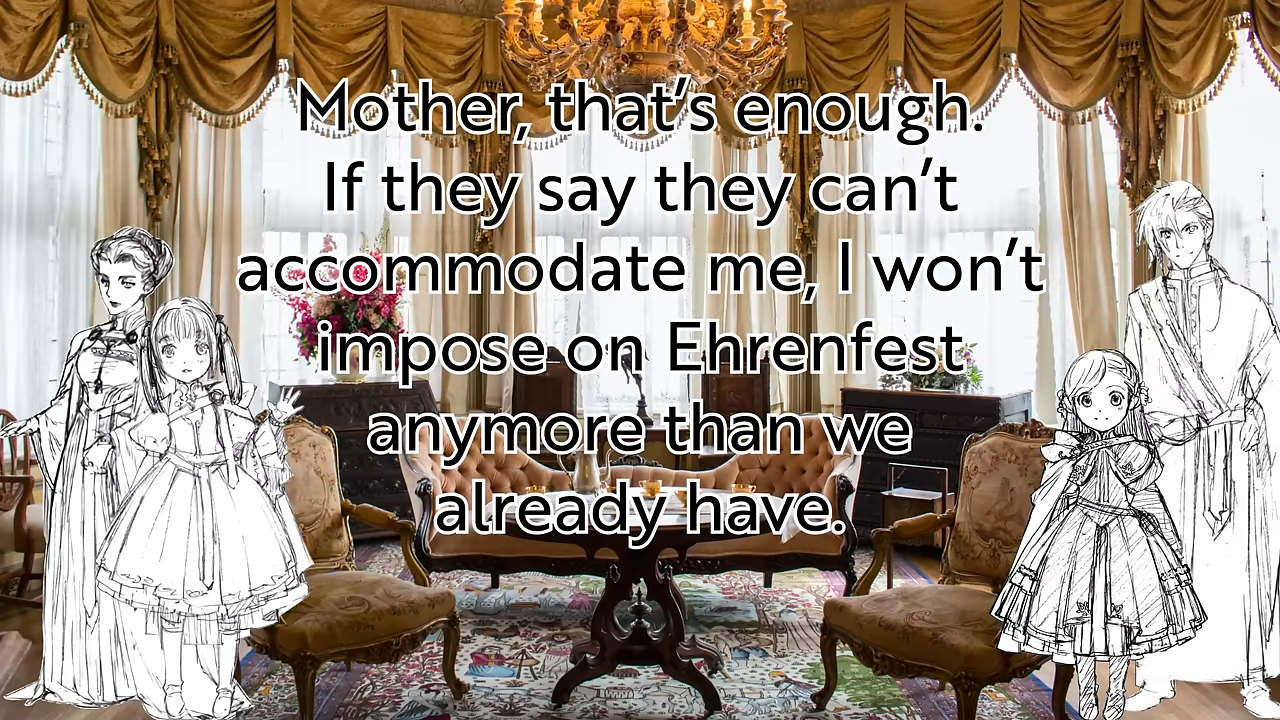 Mother, that’s enough.
If they say they can’t
accommodate me, I won’t
impose on Ehrenfest
anymore than we
already have.